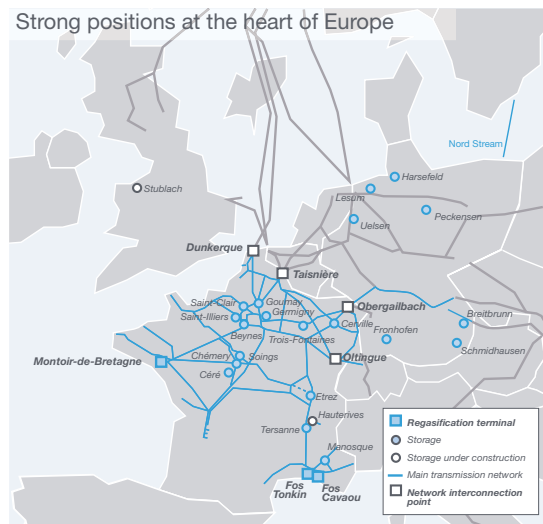 Strong positions at the heart of Europe
Nord Stream
Harsefeld
Stublach
Lesum
Peckensen
Uelsen
Dunkerque
Taisnière
Saint-Clair
Gournay
Obergailbach
Germigny
Saint-Illiers
Breitbrunn
Cerville
Beynes
Trois-Fontaines
Fronhofen
Schmidhausen
Chémery
Soings
Montoir-de-Bretagne
Oltingue
Céré
Etrez
Hauterives
Tersanne
Manosque
Fos
Tonkin
Fos
Cavaou
Regasification terminal
Storage
Storage under construction
Main transmission network
Network interconnection
point